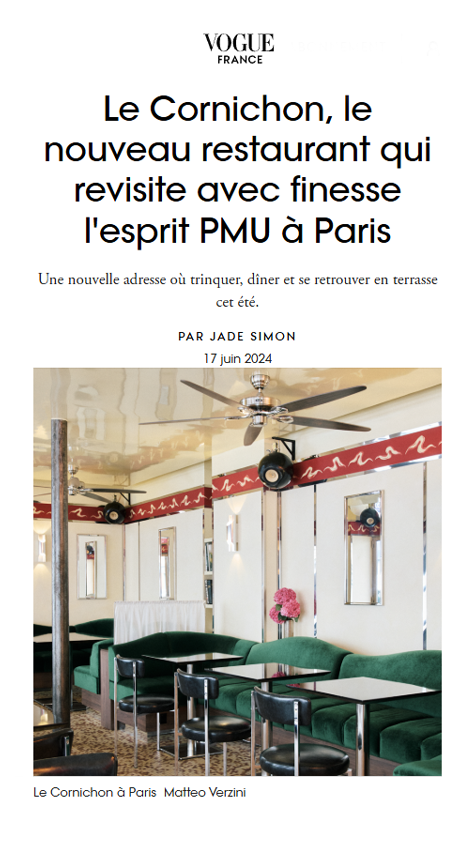 VOGUE
FRANCE
Le Cornichon, le
nouveau restaurant qui
revisite avec finesse
l'esprit PMU à Paris
Une nouvelle adresse où trinquer, dîner et se retrouver en terrasse
cet été.
PAR JADE SIMON
17 juin 2024
Le Cornichon à Paris Matteo Verzini